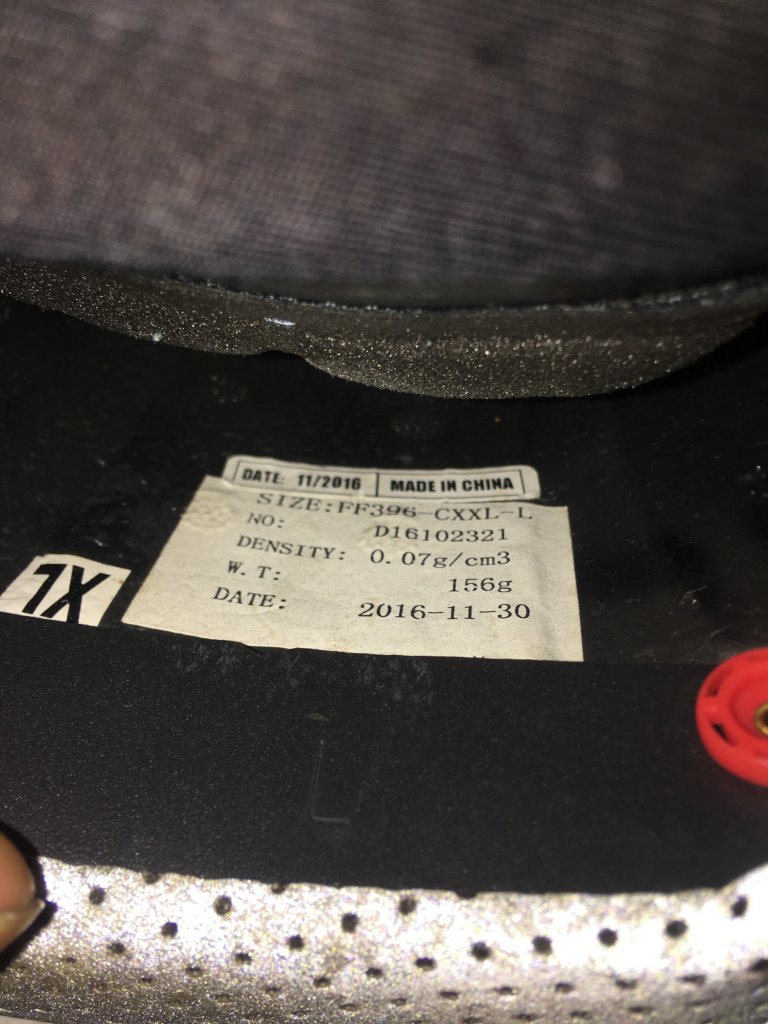 DATE: 11/2016 MADE IN CHINA
SIZE:FF396-CXXL-L
NO: D16102321
DENSITY: 0.07g/cm3
W.T: 156g
DATE: 2016-11-30
L